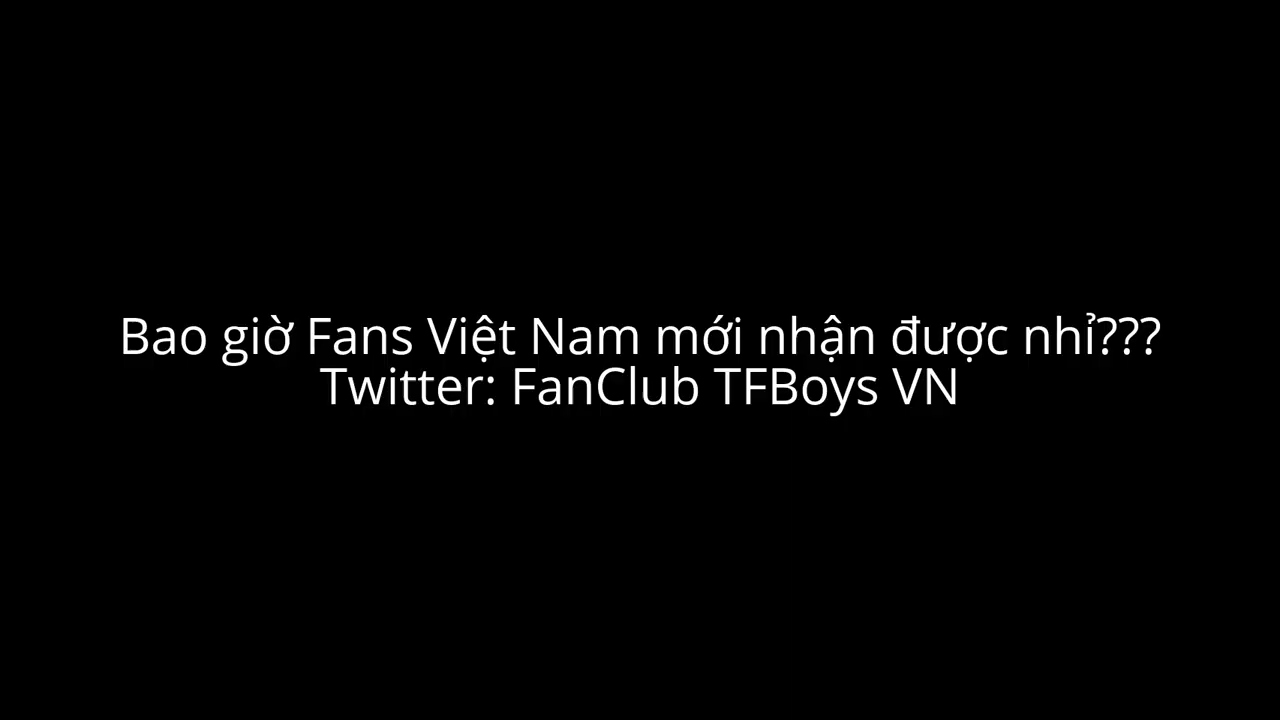 Bao giờ Fans Việt Nam mới nhận được nhỉ???
Twitter: FanClub TFBoys VN